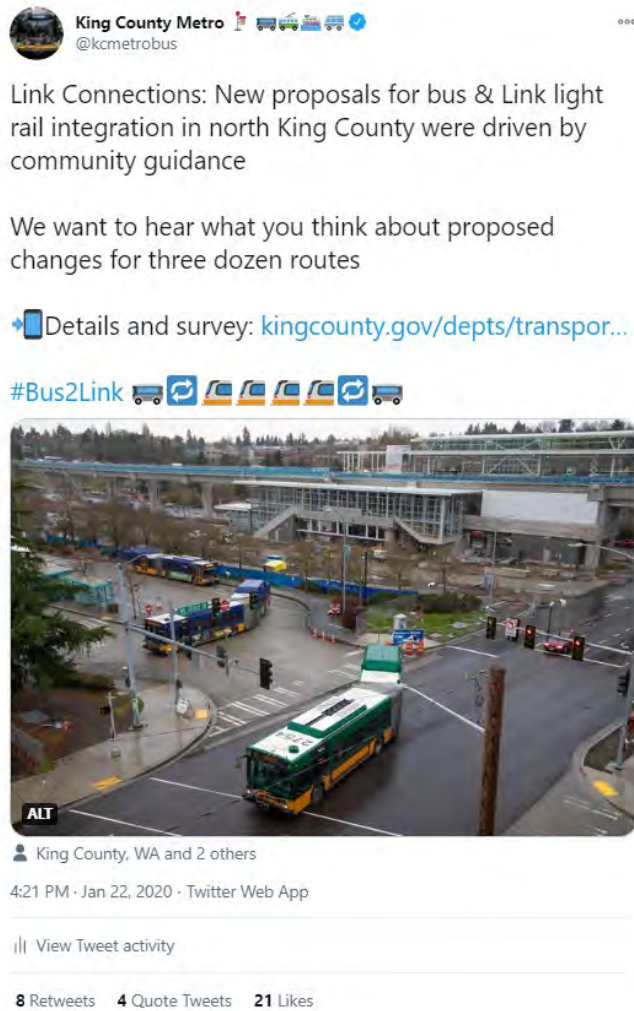 King County Metro
@kcmetrobus
Link Connections: New proposals for bus & Link light
rail integration in north King County were driven by
community guidance
We want to hear what you think about proposed
changes for three dozen routes
Details and survey: kingcounty.gov/depts/transpor...
#Bus2Link
ALT
King County, WA and 2 others
4:21 PM · Jan 22, 2020 · Twitter Web App
View Tweet activity
8 Retweets 4 Quote Tweets 21 Likes